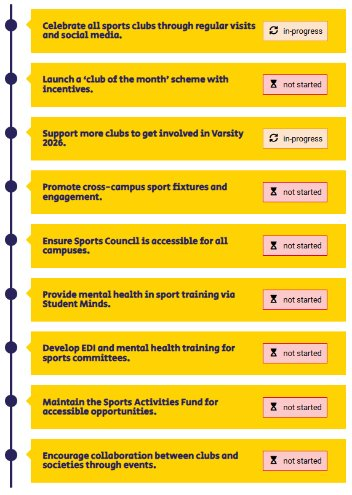 Celebrate all sports clubs through regular visits
and social media.
in-progress
Launch a ‘club of the month’ scheme with
incentives.
not started
Support more clubs to get involved in Varsity
2026.
in-progress
Promote cross-campus sport fixtures and
engagement.
not started
Ensure Sports Council is accessible for all
campuses.
not started
Provide mental health in sport training via
Student Minds.
not started
Develop EDI and mental health training for
sports committees.
not started
Maintain the Sports Activities Fund for
accessible opportunities.
not started
Encourage collaboration between clubs and
societies through events.
not started